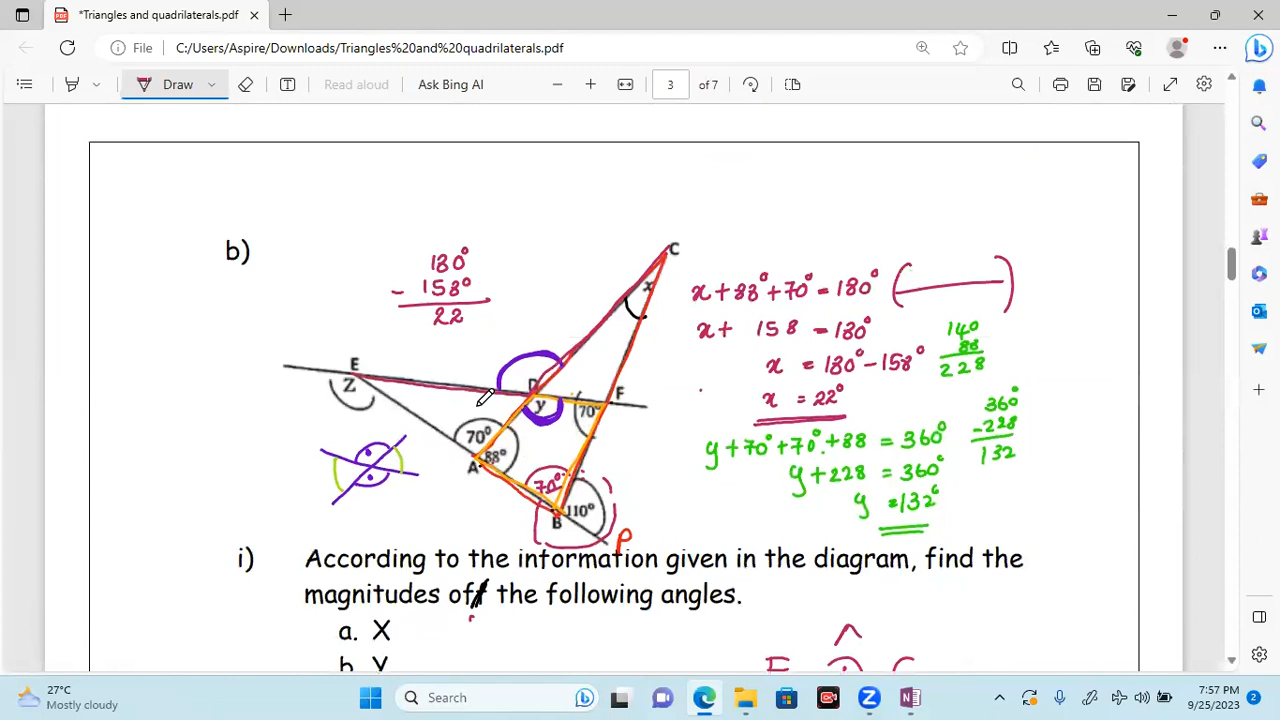 *Triangles and quadrilaterals.pdf
File
C:/Users/Aspire/Downloads/Triangles%20and%20quadrilaterals.pdf
Draw
Read aloud
Ask Bing AI
3 of 7
b)
180°
- 158°
22
C
x
E
Z
D
y
F
70°
70°
A
88°
70°
B
110°
P
x+88°+70°=180°
x+ 158 =180°
x =180°-158°
x =22°
140
88
228
y+70°+70°+88 = 360°
y+228 = 360°
y =132°
360°
-228
132
i) According to the information given in the diagram, find the
magnitudes of the following angles.
a. X
b. Y
27°C
Mostly cloudy
Search
7:57 PM
9/25/2023
2